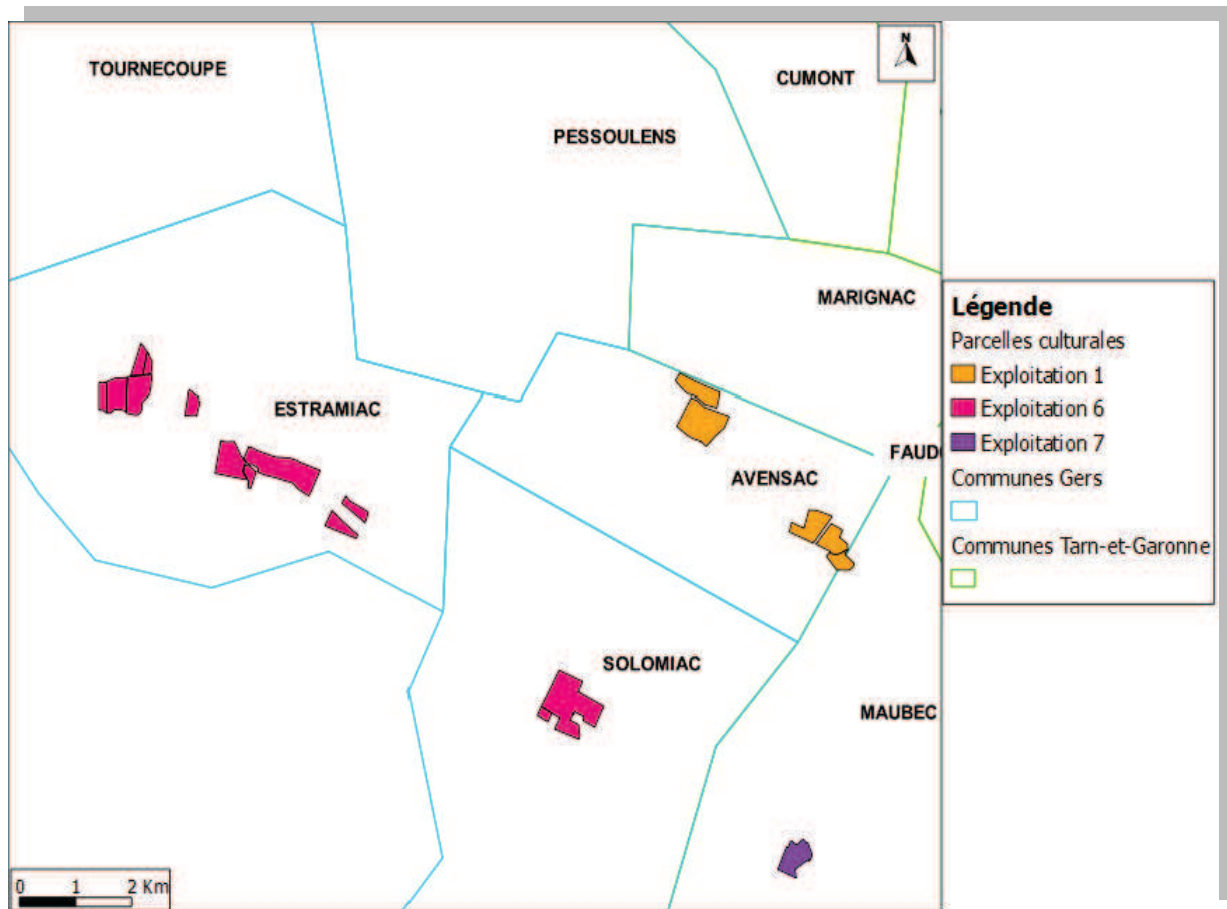 N
TOURNECOUPE
CUMONT
PESSOULENS
MARIGNAC
ESTRAMIAC
FAUD
AVENSAC
SOLOMIAC
MAUBEC
0 1 2 Km
Légende
Parcelles culturales
Exploitation 1
Exploitation 6
Exploitation 7
Communes Gers
Communes Tarn-et-Garonne